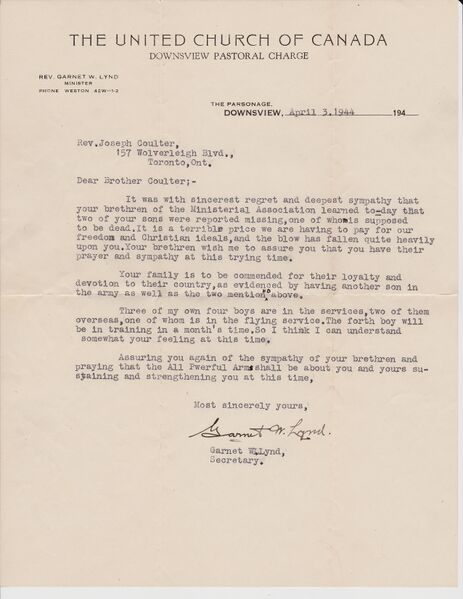 THE UNITED CHURCH OF CANADA
DOWNSVIEW PASTORAL CHARGE
REV. GARNET W. LYND
MINISTER
PHONE WESTON 42W-1-2
THE PARSONAGE,
DOWNSVIEW, April 3.1944 194
Rev.Joseph Coulter,
157 Wolverleigh Blvd.,
Toronto,Ont.
Dear Brother Coulter;-
It was with sincerest regret and deepest sympathy that
your brethren of the Ministerial Association learned to-day that
two of your sons were reported missing,one of whom is supposed
to be dead.It is a terrible price we are having to pay for our
freedom and Christian ideals,and the blow has fallen quite heavily
upon you.Your brethren wish me to assure you that you have their
prayer and sympathy at this trying time.
Your family is to be commended for their loyalty and
devotion to their country,as evidenced by having another son in
the army as well as the two mentioned above.
Three of my own four boys are in the services,two of them
overseas,one of whom is in the flying service.The forth boy will
be in training in a month's time.So I think I can understand
somewhat your feeling at this time.
Assuring you again of the sympathy of your brethren and
praying that the All Pwerful Arm shall be about you and yours su-
staining and strengthening you at this time,
Most sincerely yours,
Garnet W. Lynd.
Garnet W.Lynd,
Secretary.